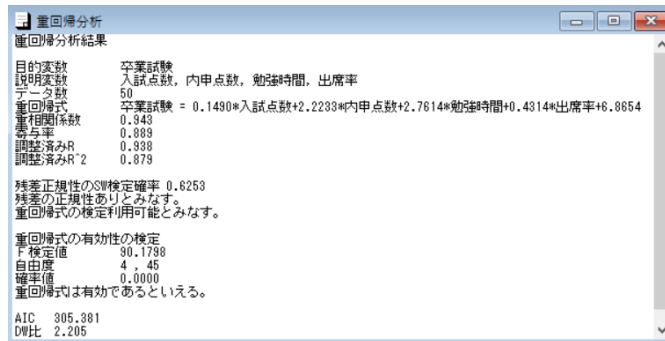 重回帰分析
重回帰分析結果
目的変数 卒業試験
説明変数 入試点数, 内申点数, 勉強時間, 出席率
データ数 50
重回帰式 卒業試験 = 0.1490*入試点数+2.2233*内申点数+2.7614*勉強時間+0.4314*出席率+6.8654
重相関係数 0.943
寄与率 0.889
調整済みR 0.938
調整済みR^2 0.879
残差正規性のSW検定確率 0.6253
残差の正規性ありとみなす。
重回帰式の検定利用可能とみなす。
重回帰式の有効性の検定
F検定値 90.1798
自由度 4 , 45
確率値 0.0000
重回帰式は有効であるといえる。
AIC 305.381
DW比 2.205